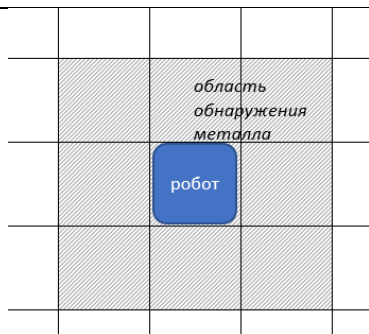 область
обнаружения
металла
робот